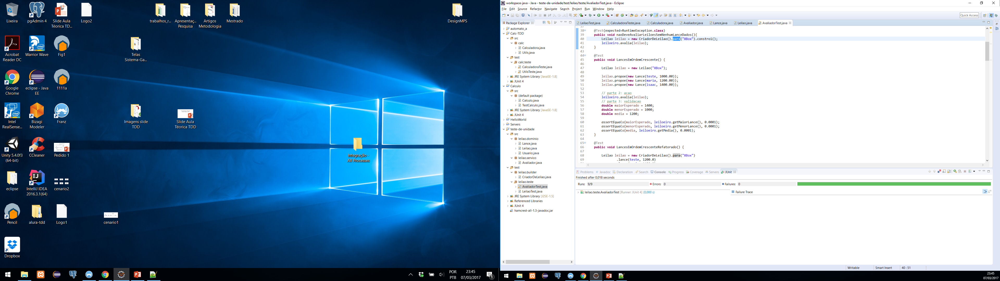 Lixeira
pgAdmin 4
Slide Aula
Téorica TD...
Logo2
trabalhos_r...
Apresentaç...
Pesquisa
Artigos
Metodologia
Mestrado
DesignMPS
Acrobat
Reader DC
Warrior Wave
Fig1
Telas
Sistema-Ga...
Google
Chrome
eclipse - Java
EE
1111a
Intel
RealSense...
Bizagi
Modeler
Franz
Imagens slide
TDD
Slide Aula
Téorica TDD
Unity 5.4.0f3
(64-bit)
CCleaner
Pedido 1
Integração -
All Processes
eclipse
IntelliJ IDEA
2016.3.1(64)
cenario2
Pencil
alura-tdd
Logo1
cenario1
Dropbox
POR
PTB
23:45
07/03/2017
workspace-java - Java - teste-de-unidade/test/leilao/teste/AvaliadorTest.java - Eclipse
File Edit Source Refactor Navigate Search Project Run Window Help
Quick Access
Package Explorer
automato_a
Calc-TDD
src
calc
Calculadora.java
Utils.java
test
calc.teste
CalculadoraTeste.java
UtilsTeste.java
JRE System Library [JavaSE-1.8]
JUnit 4
Calculo
src
(default package)
Calculo.java
TestCalculo.java
JRE System Library [JavaSE-1.8]
JUnit 4
HelloWorld
Servers
teste-de-unidade
src
leilao.dominio
Lance.java
Leilao.java
Usuario.java
leilao.servico
Avaliador.java
test
leilao.builder
CriadorDeLeilao.java
leilao.teste
AvaliadorTest.java
LeilaoTest.java
JRE System Library [J2SE-1.5]
Referenced Libraries
JUnit 4
hamcrest-all-1.3-javadoc.jar
LeilaoTest.java CalculadoraTeste.java Calculadora.java Avaliador.java Lance.java Leilao.java AvaliadorTest.java
37
38 @Test(expected=RuntimeException.class)
39 public void naoDeveAvaliarLeiloesSemNenhumLanceDados(){
40 Leilao leilao = new CriadorDeLeilao().para("XBox").constroi();
41 leiloeiro.avalia(leilao);
42 }
43
44 @Test
45 public void LancesEmOrdemCrescente() {
46
47 Leilao leilao = new Leilao("XBox");
48
49 leilao.propoe(new Lance(teste, 1000.00));
50 leilao.propoe(new Lance(maria, 1200.00));
51 leilao.propoe(new Lance(isaac, 1400.00));
52
53 // parte 2: acao
54 leiloeiro.avalia(leilao);
55 // parte 3: validacao
56 double maiorEsperado = 1400;
57 double menorEsperado = 1000;
58 double media = 1200;
59
60 assertEquals(maiorEsperado, leiloeiro.getMaiorLance(), 0.0001);
61 assertEquals(menorEsperado, leiloeiro.getMenorLance(), 0.0001);
62 assertEquals(media, leiloeiro.getMedia(), 0.0001);
63 }
64
65 @Test
66 public void LancesEmOrdemCrescenteRefatorado() {
67
68 Leilao leilao = new CriadorDeLeilao().para("XBox")
69 .lance(teste, 1200.0)
Problems Javadoc Declaration Search Console Progress Coverage Servers JUnit
Finished after 0,018 seconds
Runs: 9/9 Errors: 0 Failures: 0
leilao.teste.AvaliadorTest [Runner: JUnit 4] (0,000 s)
Failure Trace
Writable Smart Insert 40 : 51
23:45
07/03/2017